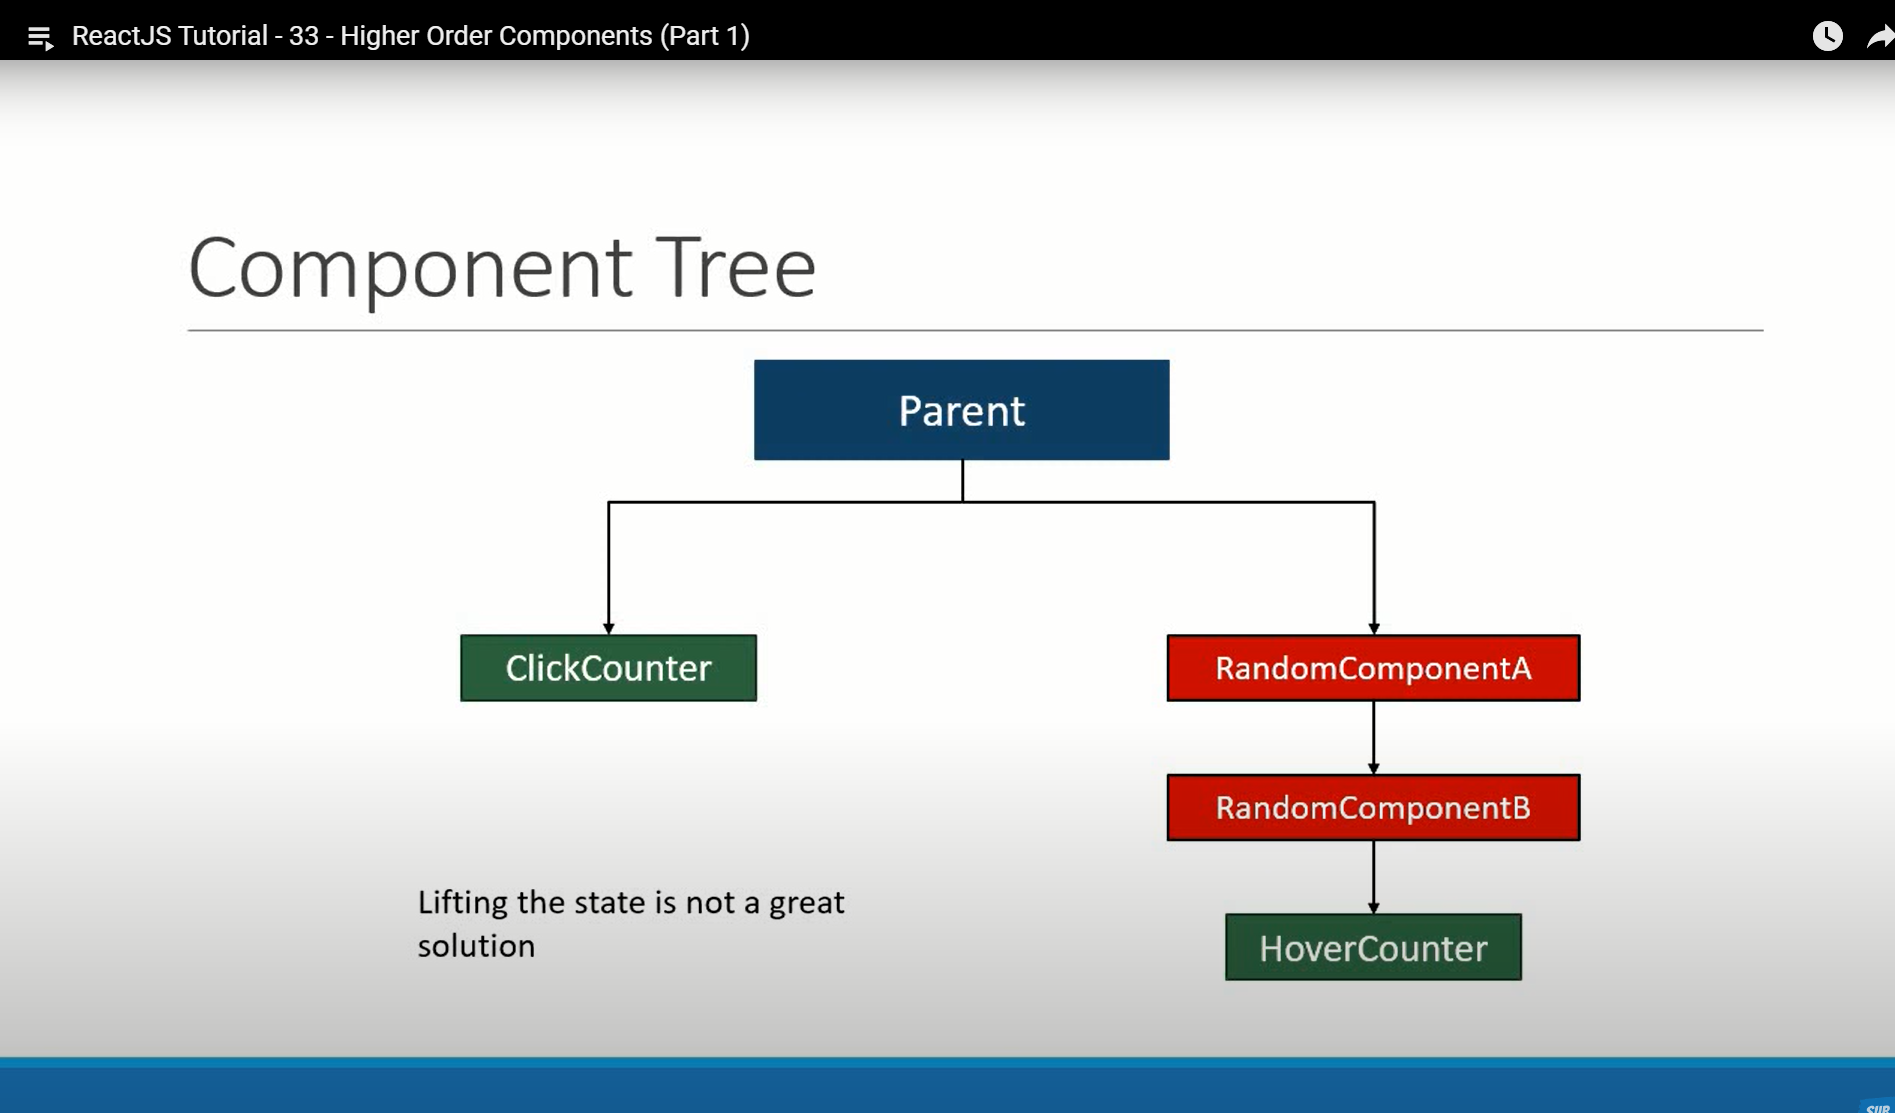 ReactJS Tutorial - 33 - Higher Order Components (Part 1)
Component Tree
Parent
ClickCounter
RandomComponentA
RandomComponentB
Lifting the state is not a great
solution
HoverCounter